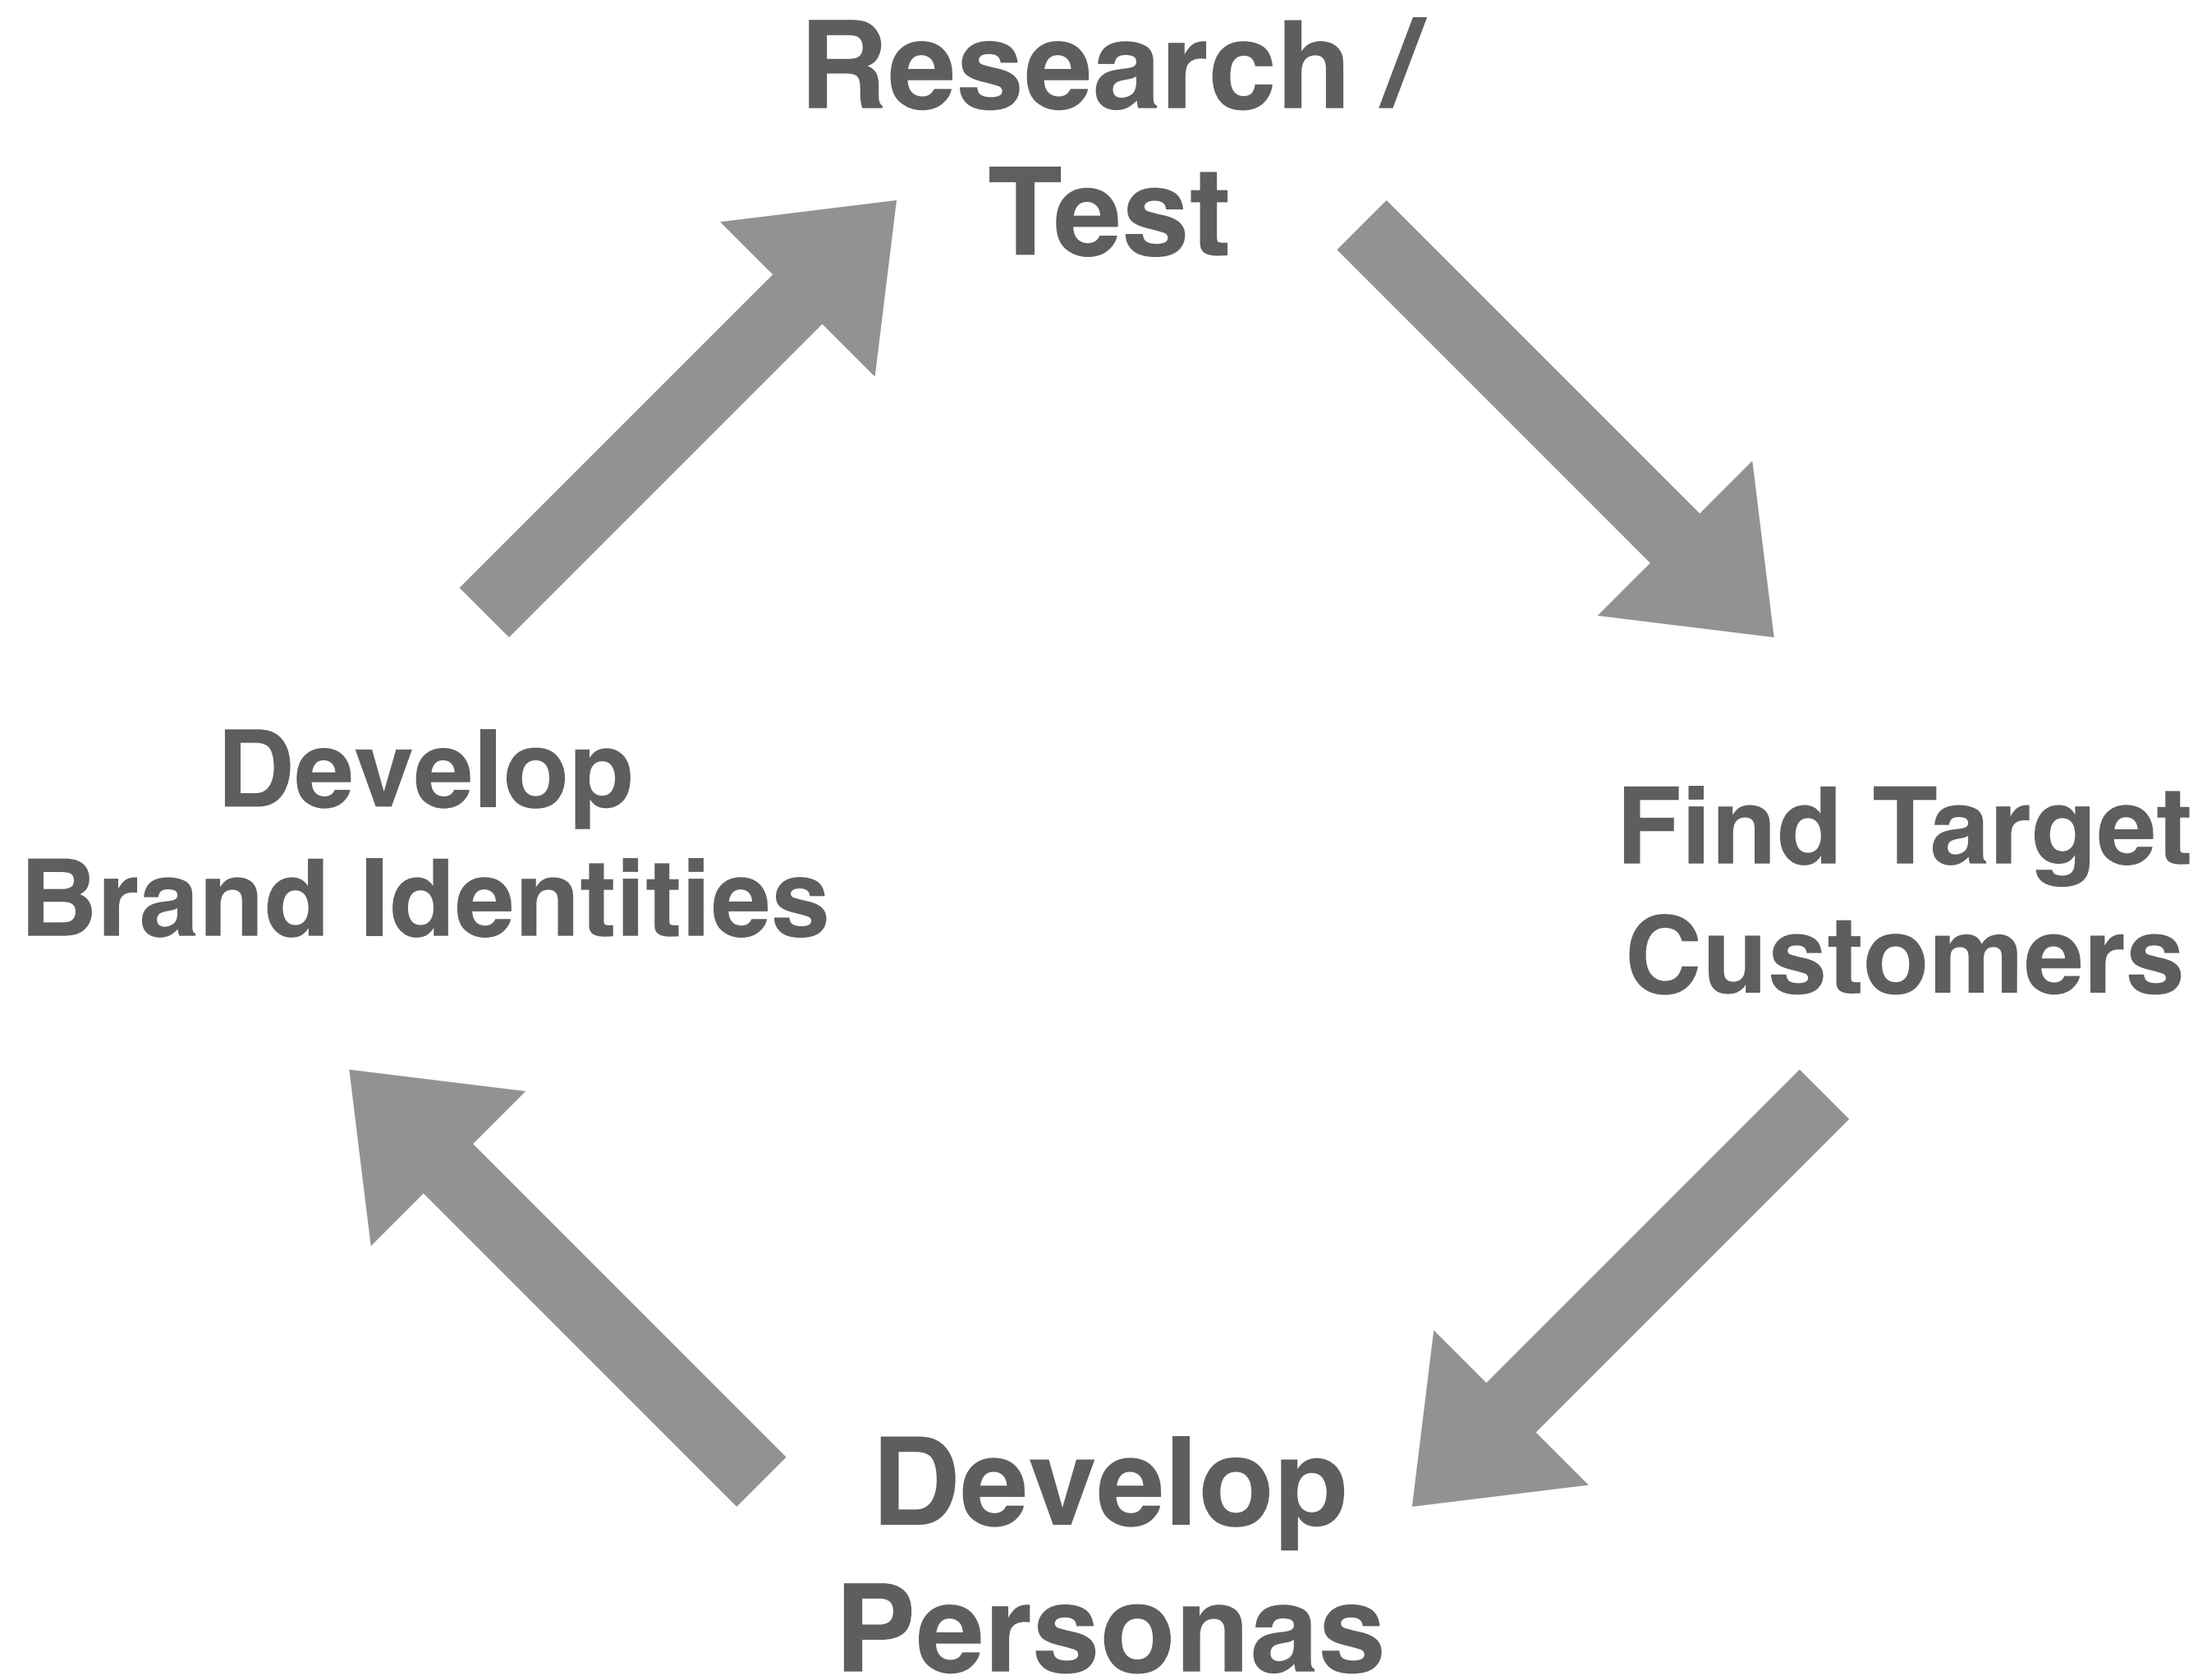 Research /
Test
Develop
Brand Identities
Find Target
Customers
Develop
Personas